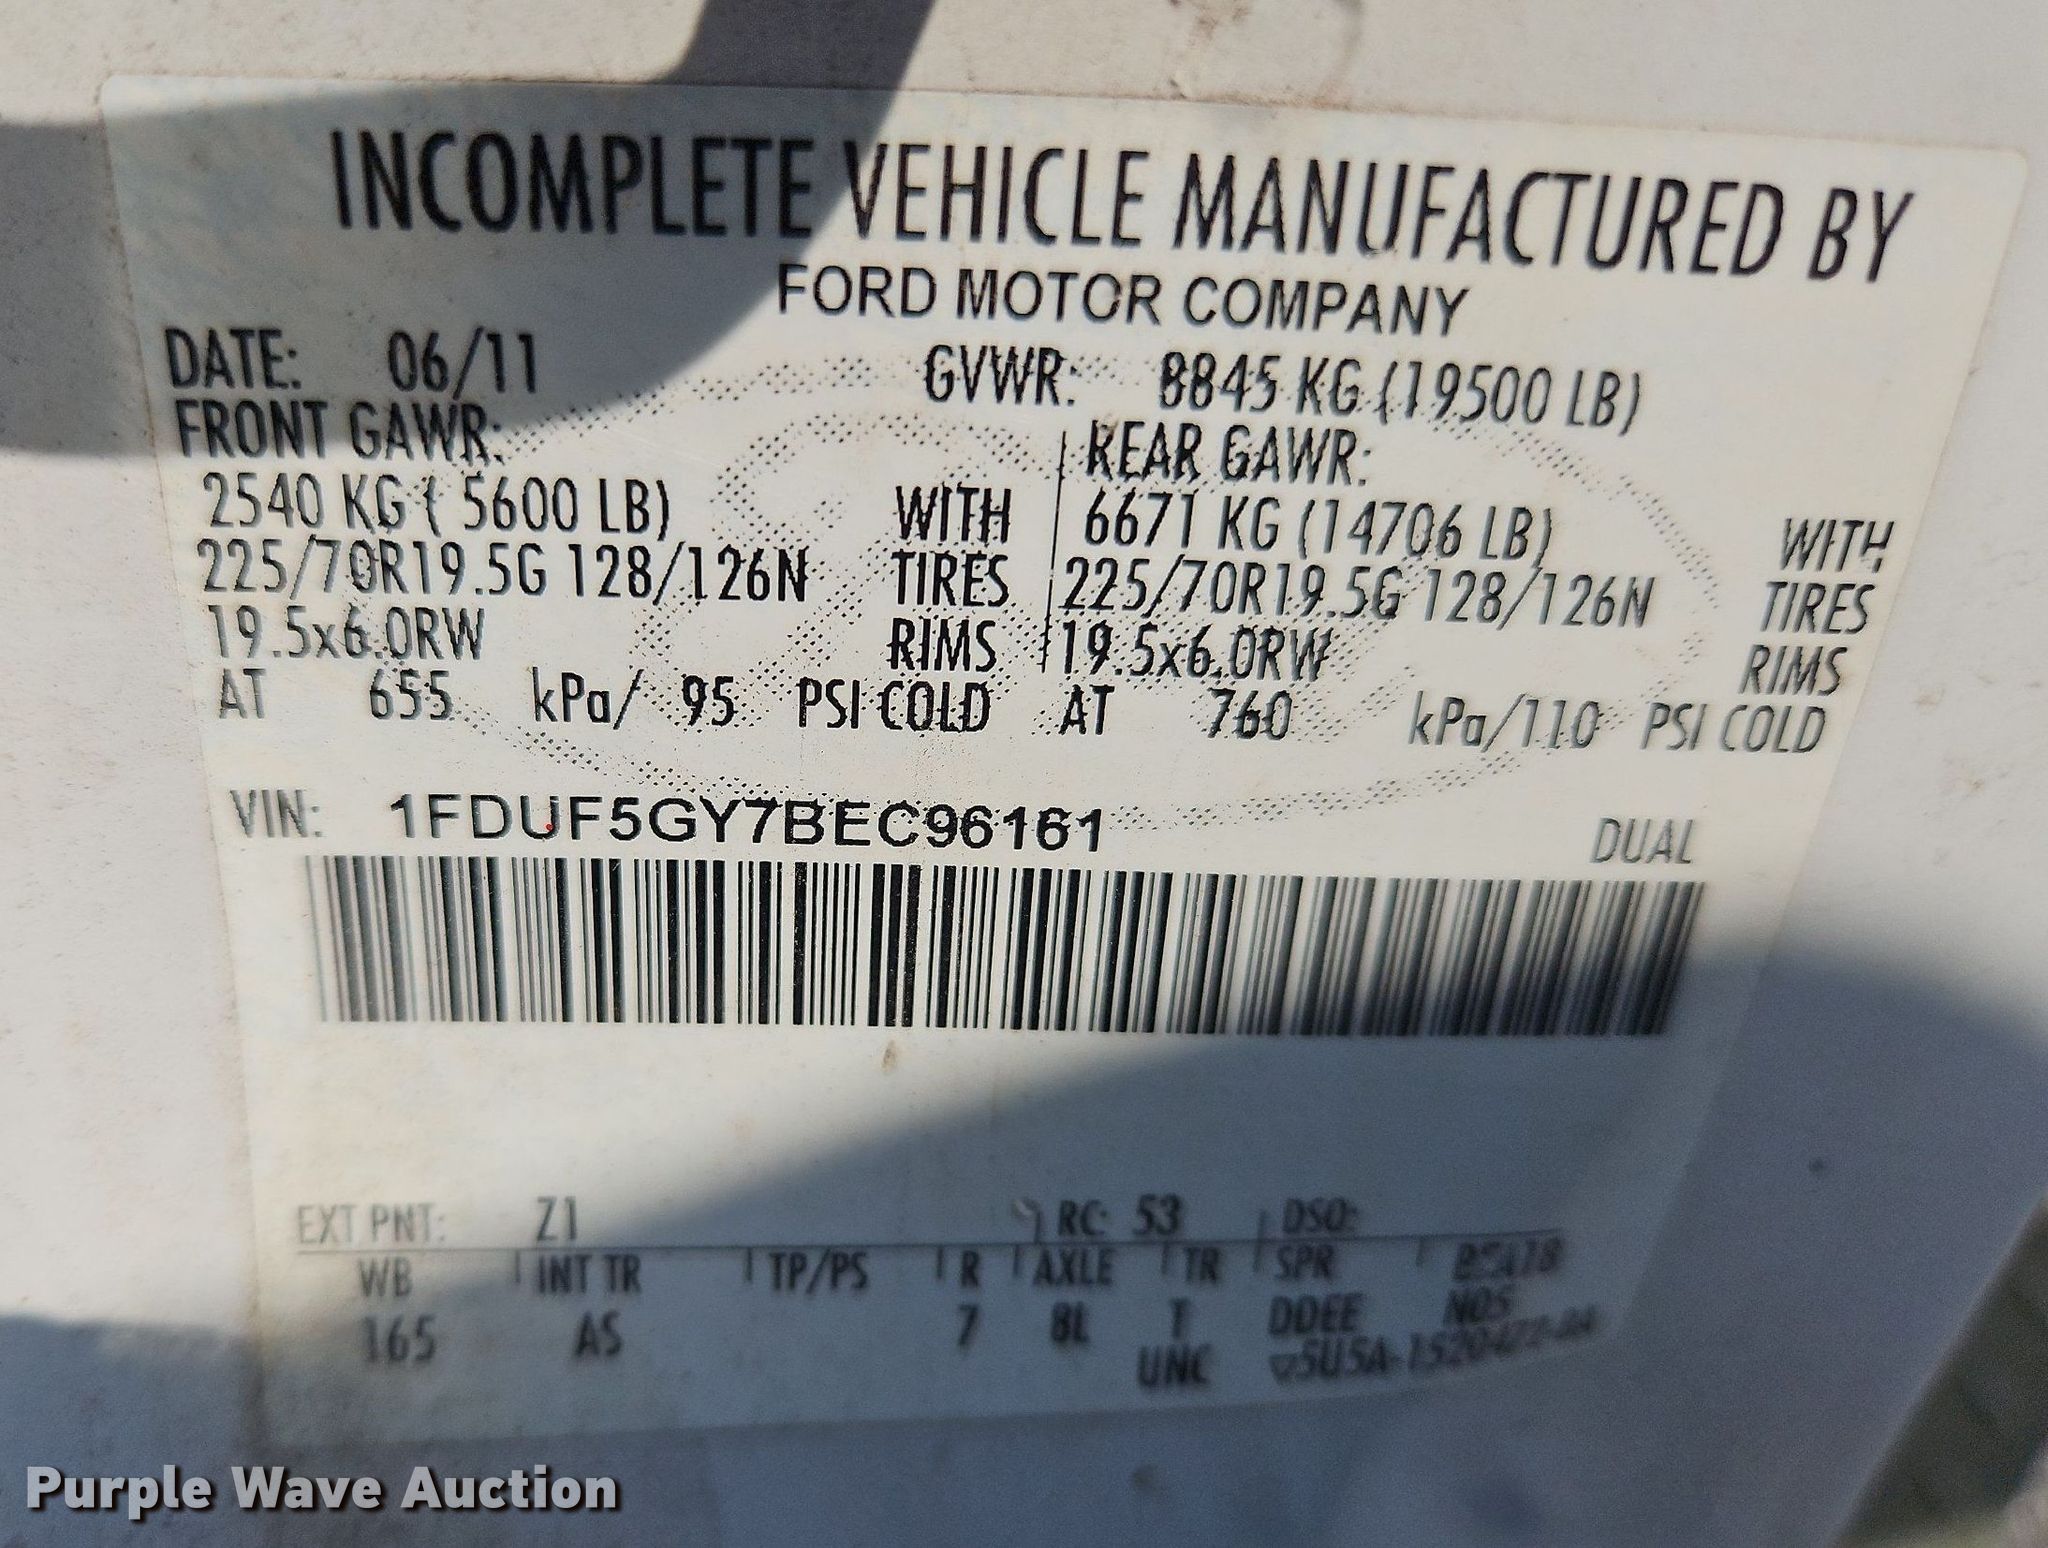 INCOMPLETE VEHICLE MANUFACTURED BY
FORD MOTOR COMPANY
DATE: 06/11 GVWR: 8845 KG (19500 LB)
FRONT GAWR: REAR GAWR:
2540 KG ( 5600 LB) WITH 6671 KG (14706 LB) WITH
225/70R19.5G 128/126N TIRES 225/70R19.5G 128/126N TIRES
19.5x6.0RW RIMS 19.5x6.0RW RIMS
AT 655 kPa/ 95 PSI COLD AT 760 kPa/110 PSI COLD
VIN: 1FDUF5GY7BEC96161 DUAL
EXT PNT: Z1 RC: 53 DSO:
WB INT TR TP/PS R AXLE TR SPR
165 AS 7 8L T DDEE NOS
UNC
Purple Wave Auction